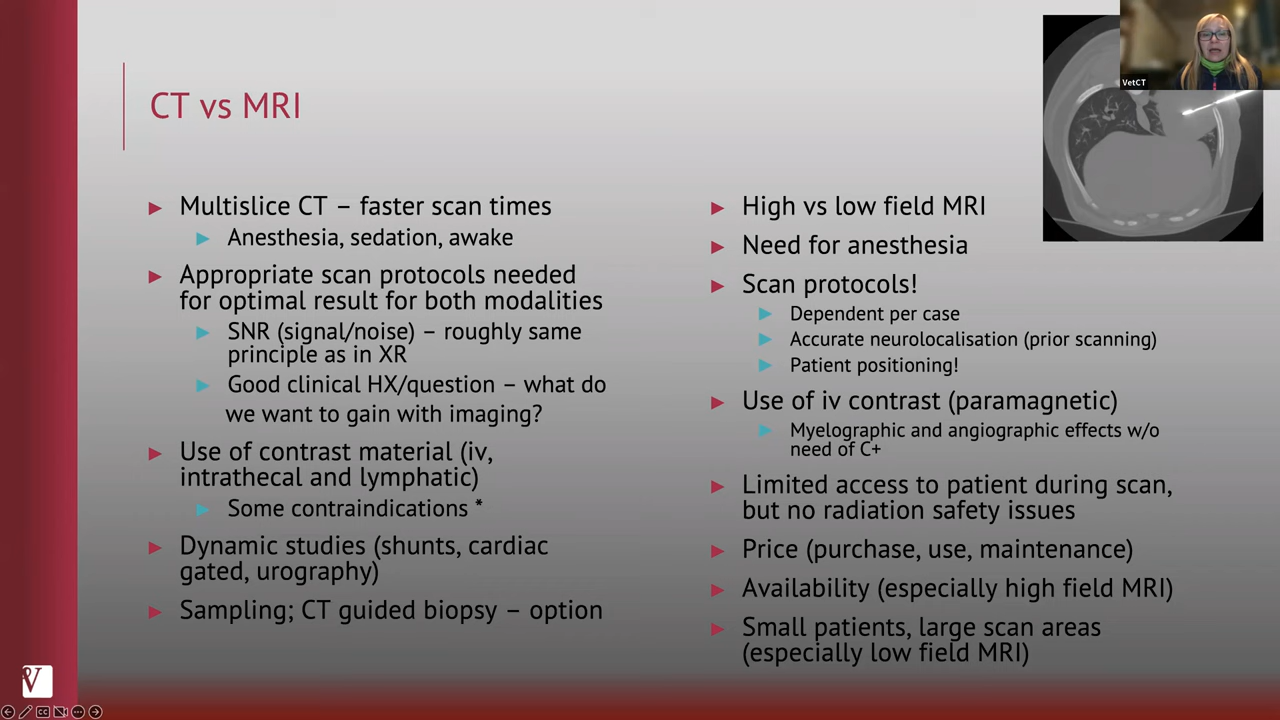 VetCT
CT vs MRI
Multislice CT – faster scan times
Anesthesia, sedation, awake
Appropriate scan protocols needed
for optimal result for both modalities
SNR (signal/noise) – roughly same
principle as in XR
Good clinical HX/question – what do
we want to gain with imaging?
Use of contrast material (iv,
intrathecal and lymphatic)
Some contraindications *
Dynamic studies (shunts, cardiac
gated, urography)
Sampling; CT guided biopsy – option
High vs low field MRI
Need for anesthesia
Scan protocols!
Dependent per case
Accurate neurolocalisation (prior scanning)
Patient positioning!
Use of iv contrast (paramagnetic)
Myelographic and angiographic effects w/o
need of C+
Limited access to patient during scan,
but no radiation safety issues
Price (purchase, use, maintenance)
Availability (especially high field MRI)
Small patients, large scan areas
(especially low field MRI)